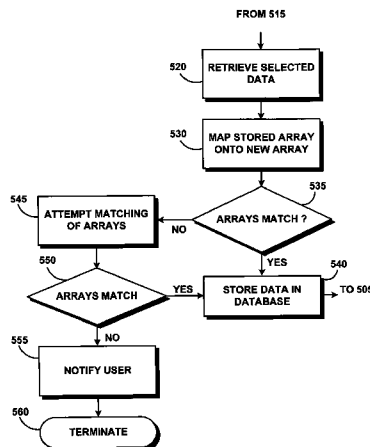 FROM 515
520
RETRIEVE SELECTED
DATA
530
MAP STORED ARRAY
ONTO NEW ARRAY
535
ARRAYS MATCH ?
NO
YES
545
ATTEMPT MATCHING
OF ARRAYS
550
ARRAYS MATCH
YES
540
STORE DATA IN
DATABASE
TO 505
NO
555
NOTIFY USER
560
TERMINATE